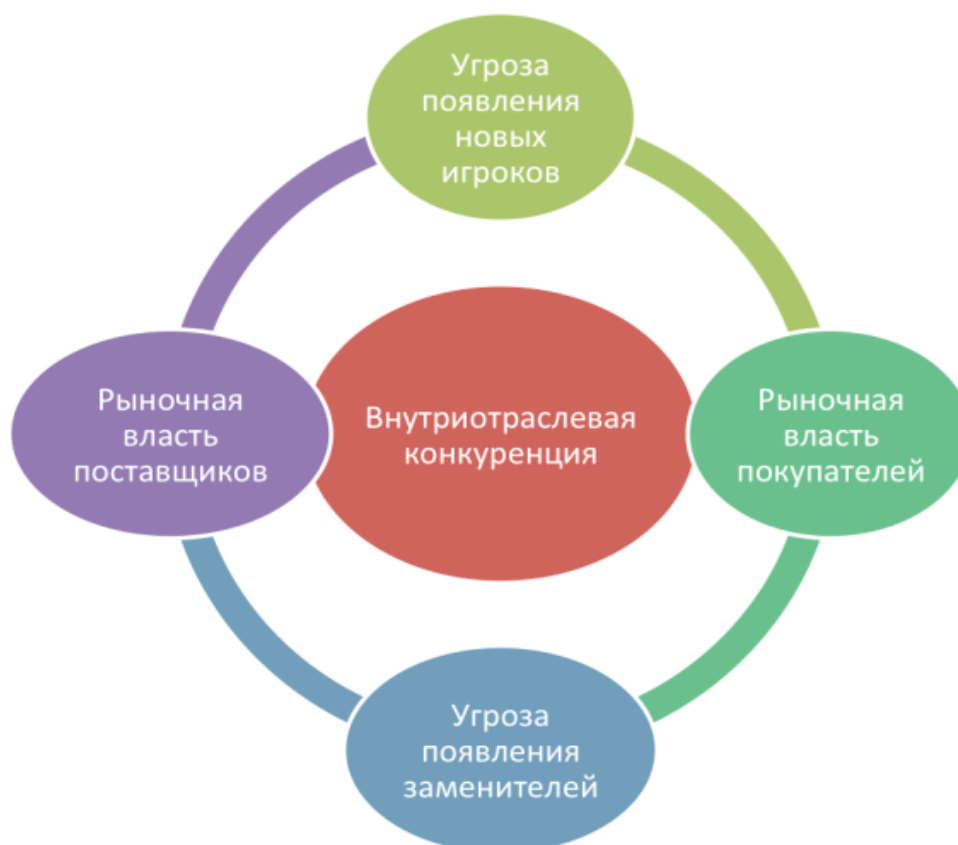 Угроза
появления
новых
игроков
Рыночная
власть
поставщиков
Внутриотраслевая
конкуренция
Рыночная
власть
покупателей
Угроза
появления
заменителей